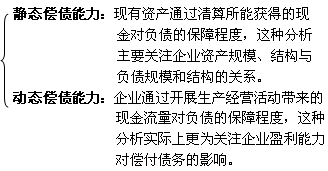 静态偿债能力：现有资产通过清算所能获得的现
金对负债的保障程度，这种分析
主要关注企业资产规模、结构与
负债规模和结构的关系。
动态偿债能力：企业通过开展生产经营活动带来的
现金流量对负债的保障程度，这种
分析实际上更为关注企业盈利能力
对偿付债务的影响。